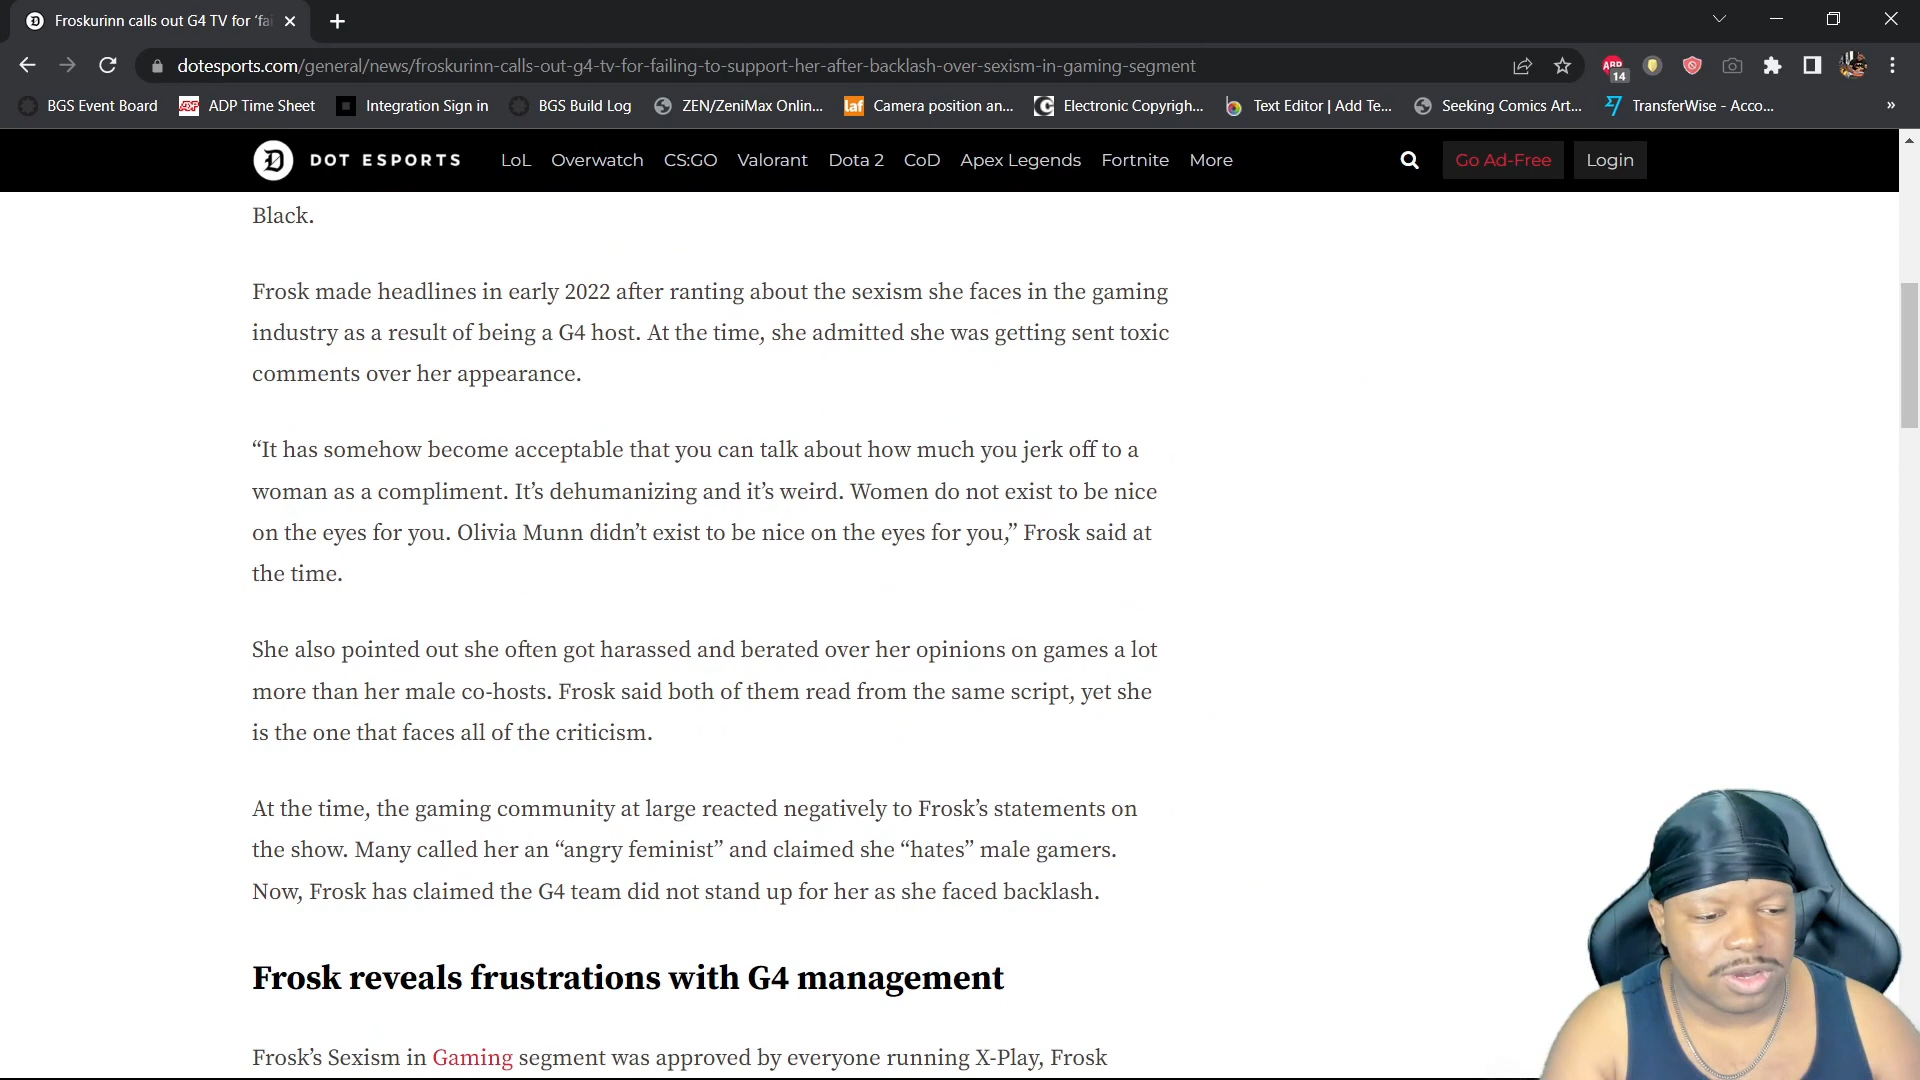 Froskurinn calls out G4 TV for ‘fai
dotesports.com/general/news/froskurinn-calls-out-g4-tv-for-failing-to-support-her-after-backlash-over-sexism-in-gaming-segment
ABP
14
BGS Event Board
ADP Time Sheet
Integration Sign in
BGS Build Log
ZEN/ZeniMax Onlin...
laf
Camera position an...
Electronic Copyrigh...
Text Editor | Add Te...
Seeking Comics Art...
TransferWise - Acco...
»
DOT ESPORTS
LoL
Overwatch
CS:GO
Valorant
Dota 2
CoD
Apex Legends
Fortnite
More
Go Ad-Free
Login
Black.
Frosk made headlines in early 2022 after ranting about the sexism she faces in the gaming
industry as a result of being a G4 host. At the time, she admitted she was getting sent toxic
comments over her appearance.
“It has somehow become acceptable that you can talk about how much you jerk off to a
woman as a compliment. It’s dehumanizing and it’s weird. Women do not exist to be nice
on the eyes for you. Olivia Munn didn’t exist to be nice on the eyes for you,” Frosk said at
the time.
She also pointed out she often got harassed and berated over her opinions on games a lot
more than her male co-hosts. Frosk said both of them read from the same script, yet she
is the one that faces all of the criticism.
At the time, the gaming community at large reacted negatively to Frosk’s statements on
the show. Many called her an “angry feminist” and claimed she “hates” male gamers.
Now, Frosk has claimed the G4 team did not stand up for her as she faced backlash.
Frosk reveals frustrations with G4 management
Frosk’s Sexism in Gaming segment was approved by everyone running X-Play, Frosk